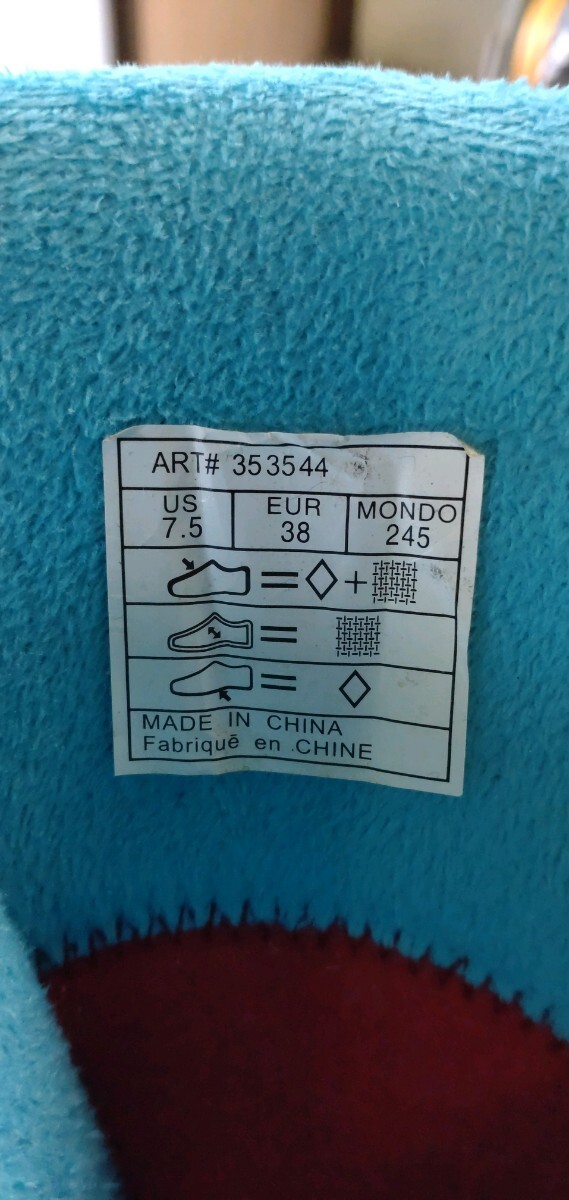 ART# 353544
US EUR MONDO
7.5 38 245
MADE IN CHINA
Fabriquē en .CHINE